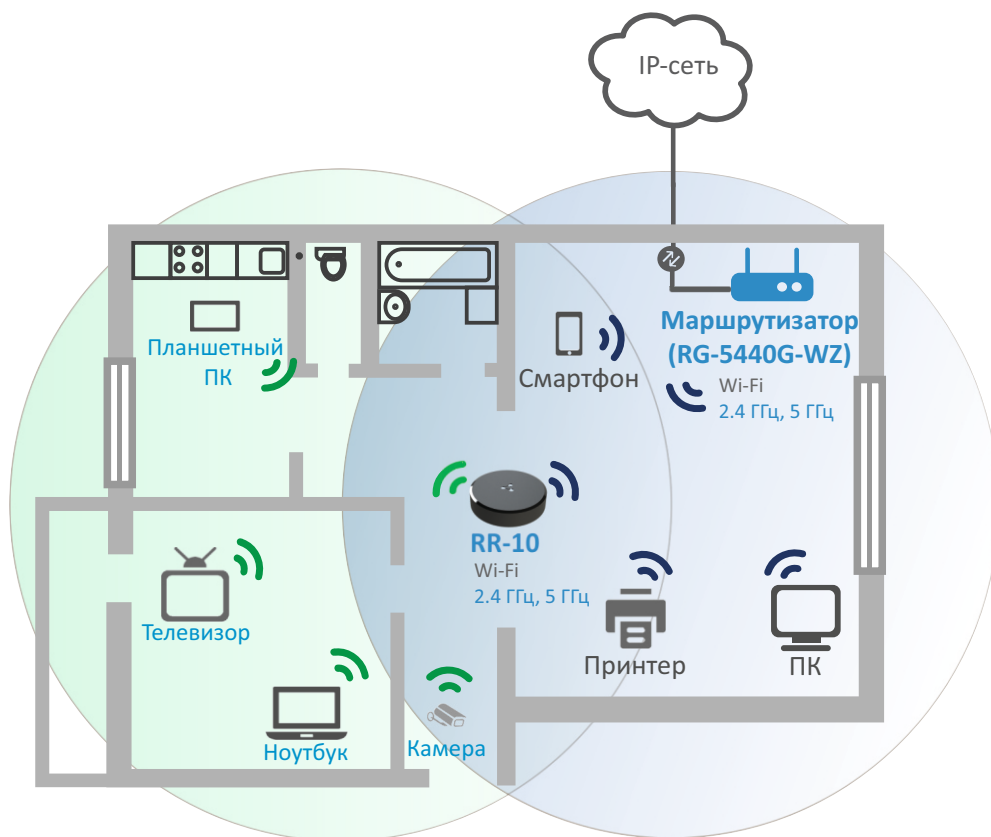 IP-сеть
Маршрутизатор
(RG-5440G-WZ)
Wi-Fi
2.4 ГГц, 5 ГГц
Смартфон
Планшетный
ПК
RR-10
Wi-Fi
2.4 ГГц, 5 ГГц
Телевизор
Принтер
ПК
Ноутбук
Камера